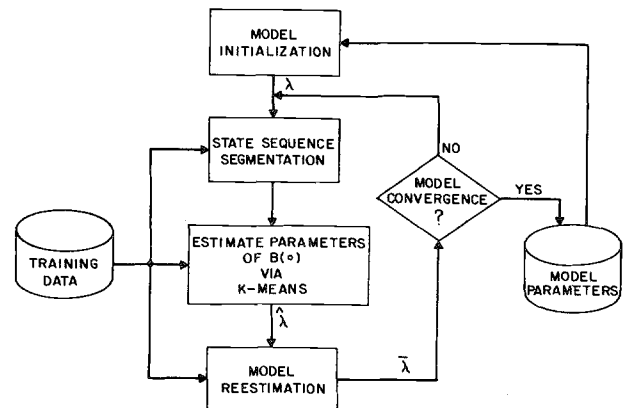 MODEL
INITIALIZATION
λ
STATE SEQUENCE
SEGMENTATION
NO
MODEL
CONVERGENCE
?
YES
TRAINING
DATA
ESTIMATE PARAMETERS
OF B(∘)
VIA
K-MEANS
MODEL
PARAMETERS
λ̂
MODEL
REESTIMATION
λ̄